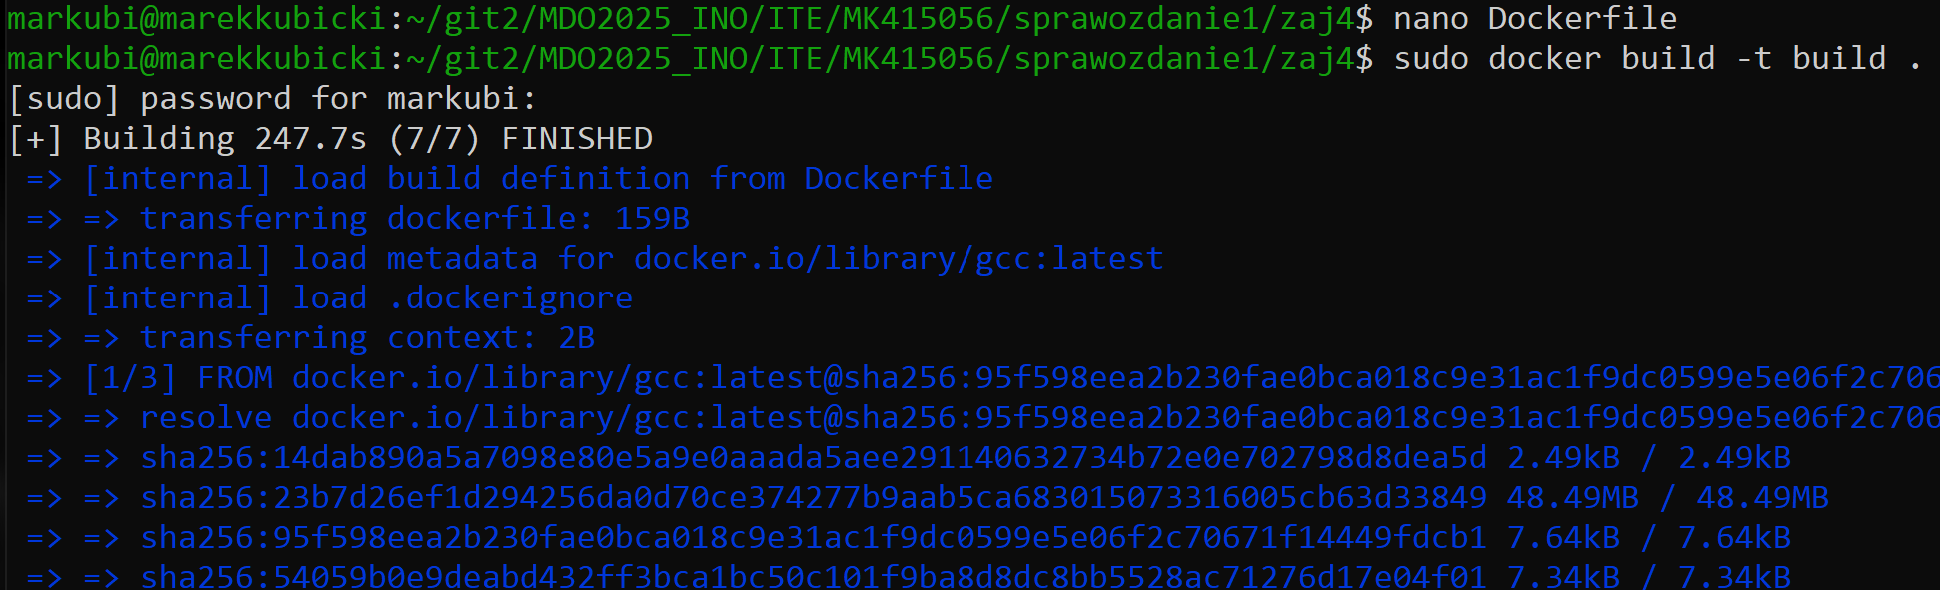 markubi@marekkubicki:~/git2/MDO2025_INO/ITE/MK415056/sprawozdanie1/zaj4$ nano Dockerfile
markubi@marekkubicki:~/git2/MDO2025_INO/ITE/MK415056/sprawozdanie1/zaj4$ sudo docker build -t build .
[sudo] password for markubi:
[+] Building 247.7s (7/7) FINISHED
=> [internal] load build definition from Dockerfile
=> => transferring dockerfile: 159B
=> [internal] load metadata for docker.io/library/gcc:latest
=> [internal] load .dockerignore
=> => transferring context: 2B
=> [1/3] FROM docker.io/library/gcc:latest@sha256:95f598eea2b230fae0bca018c9e31ac1f9dc0599e5e06f2c706
=> => resolve docker.io/library/gcc:latest@sha256:95f598eea2b230fae0bca018c9e31ac1f9dc0599e5e06f2c706
=> => sha256:14dab890a5a7098e80e5a9e0aaada5aee291140632734b72e0e702798d8dea5d 2.49kB / 2.49kB
=> => sha256:23b7d26ef1d294256da0d70ce374277b9aab5ca683015073316005cb63d33849 48.49MB / 48.49MB
=> => sha256:95f598eea2b230fae0bca018c9e31ac1f9dc0599e5e06f2c70671f14449fdcb1 7.64kB / 7.64kB
=> => sha256:54059b0e9deabd432ff3bca1bc50c101f9ba8d8dc8bb5528ac71276d17e04f01 7.34kB / 7.34kB